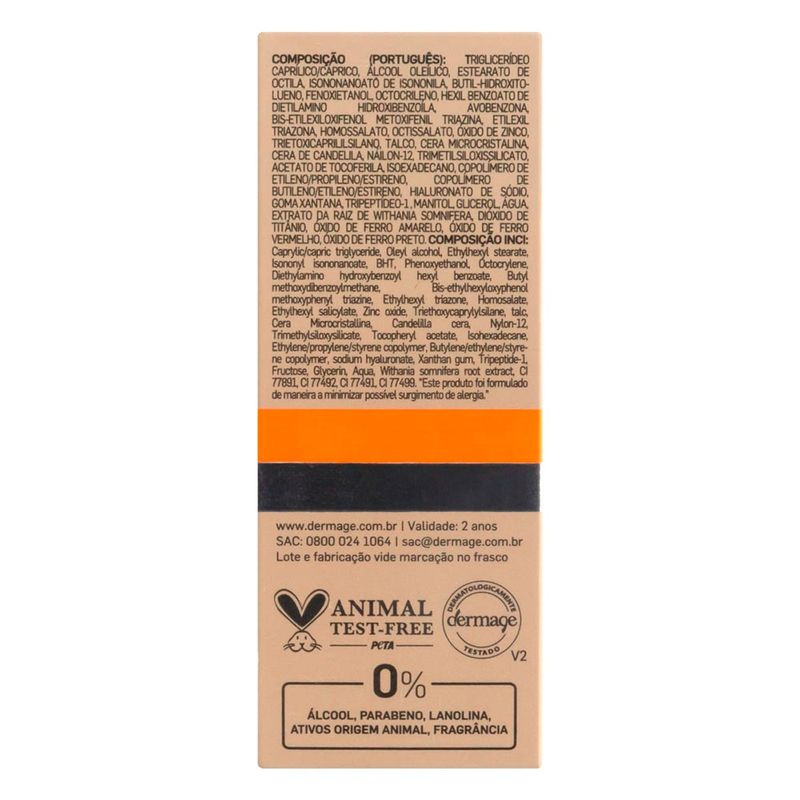 COMPOSIÇÃO (PORTUGUÊS): TRIGLICERÍDEO
CAPRÍLICO/CAPRICO, ÁLCOOL OLEÍLICO, ESTEARATO DE
OCTILA, ISONONANOATO DE ISONONILA, BUTIL-HIDROXITO-
LUENO, FENOXIETANOL, OCTOCRILENO, HEXIL BENZOATO DE
DIETILAMINO HIDROXIBENZOÍLA, AVOBENZONA,
BIS-ETILEXILOXIFENOL METOXIFENIL TRIAZINA, ETILEXIL
TRIAZONA, HOMOSSALATO, OCTISSALATO, ÓXIDO DE ZINCO,
TRIETOXICAPRILILSILANO, TALCO, CERA MICROCRISTALINA,
CERA DE CANDELILA, NÁILON-12, TRIMETILSILOXISSILICATO,
ACETATO DE TOCOFERILA, ISOEXADECANO, COPOLÍMERO DE
ETILENO/PROPILENO/ESTIRENO, COPOLÍMERO DE
BUTILENO/ETILENO/ESTIRENO, HIALURONATO DE SÓDIO,
GOMA XANTANA, TRIPEPTÍDEO-1, MANITOL, GLICEROL, ÁGUA,
EXTRATO DA RAIZ DE WITHANIA SOMNIFERA, DIÓXIDO DE
TITÂNIO, ÓXIDO DE FERRO AMARELO, ÓXIDO DE FERRO
VERMELHO, ÓXIDO DE FERRO PRETO. COMPOSIÇÃO INCI:
Caprylic/capric triglyceride, Oleyl alcohol, Ethylhexyl stearate,
Isononyl isononanoate, BHT, Phenoxyethanol, Octocrylene,
Diethylamino hydroxybenzoyl hexyl benzoate, Butyl
methoxydibenzoylmethane, Bis-ethylhexyloxyphenol
methoxyphenyl triazine, Ethylhexyl triazone, Homosalate,
Ethylhexyl salicylate, Zinc oxide, Triethoxycaprylylsilane, talc,
Cera Microcristallina, Candelilla cera, Nylon-12,
Trimethylsiloxysilicate, Tocopheryl acetate, Isohexadecane,
Ethylene/propylene/styrene copolymer, Butylene/ethylene/styre-
ne copolymer, sodium hyaluronate, Xanthan gum, Tripeptide-1,
Fructose, Glycerin, Aqua, Withania somnifera root extract, CI
77891, CI 77492, CI 77491, CI 77499. "Este produto foi formulado
de maneira a minimizar possível surgimento de alergia."
www.dermage.com.br | Validade: 2 anos
SAC: 0800 024 1064 | sac@dermage.com.br
Lote e fabricação vide marcação no frasco
ANIMAL
TEST-FREE
PETA
DERMATOLOGICAMENTE
dermage
TESTADO
V2
0%
ÁLCOOL, PARABENO, LANOLINA,
ATIVOS ORIGEM ANIMAL, FRAGRÂNCIA